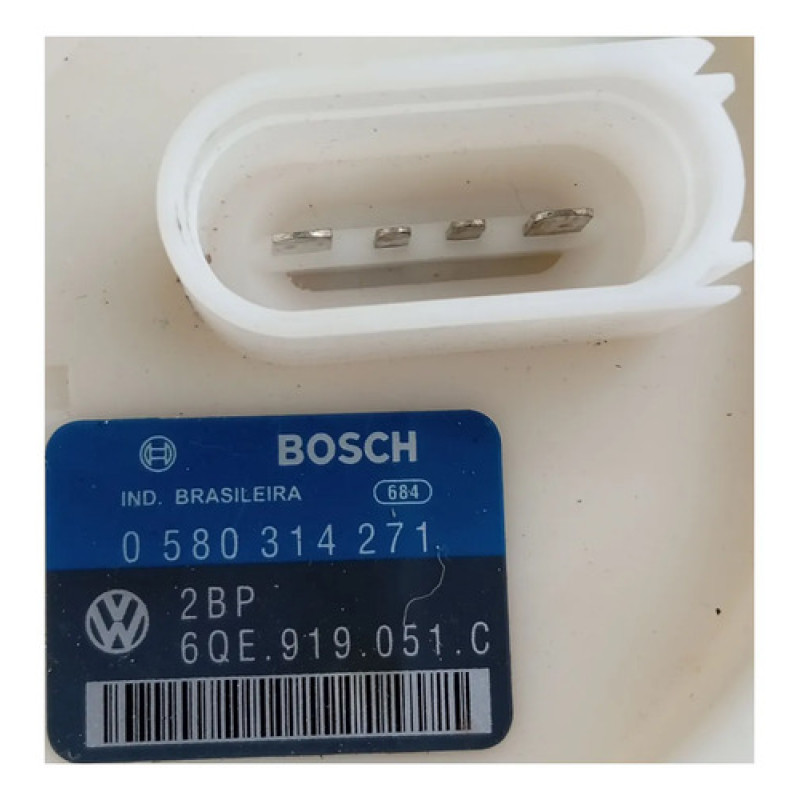 BOSCH
IND. BRASILEIRA 684
0 580 314 271
2BP
6QE.919.051.C